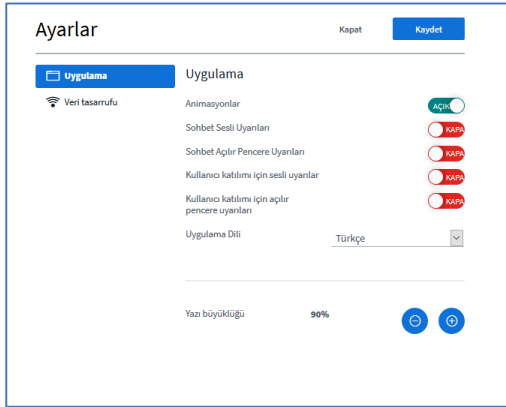 Ayarlar
Kapat
Kaydet
Uygulama
Veri tasarrufu
Uygulama
Animasyonlar
AÇIK
Sohbet Sesli Uyarıları
KAPA
Sohbet Açılır Pencere Uyarıları
KAPA
Kullanıcı katılımı için sesli uyarılar
KAPA
Kullanıcı katılımı için açılır
pencere uyarıları
KAPA
Uygulama Dili
Türkçe
Yazı büyüklüğü
90%